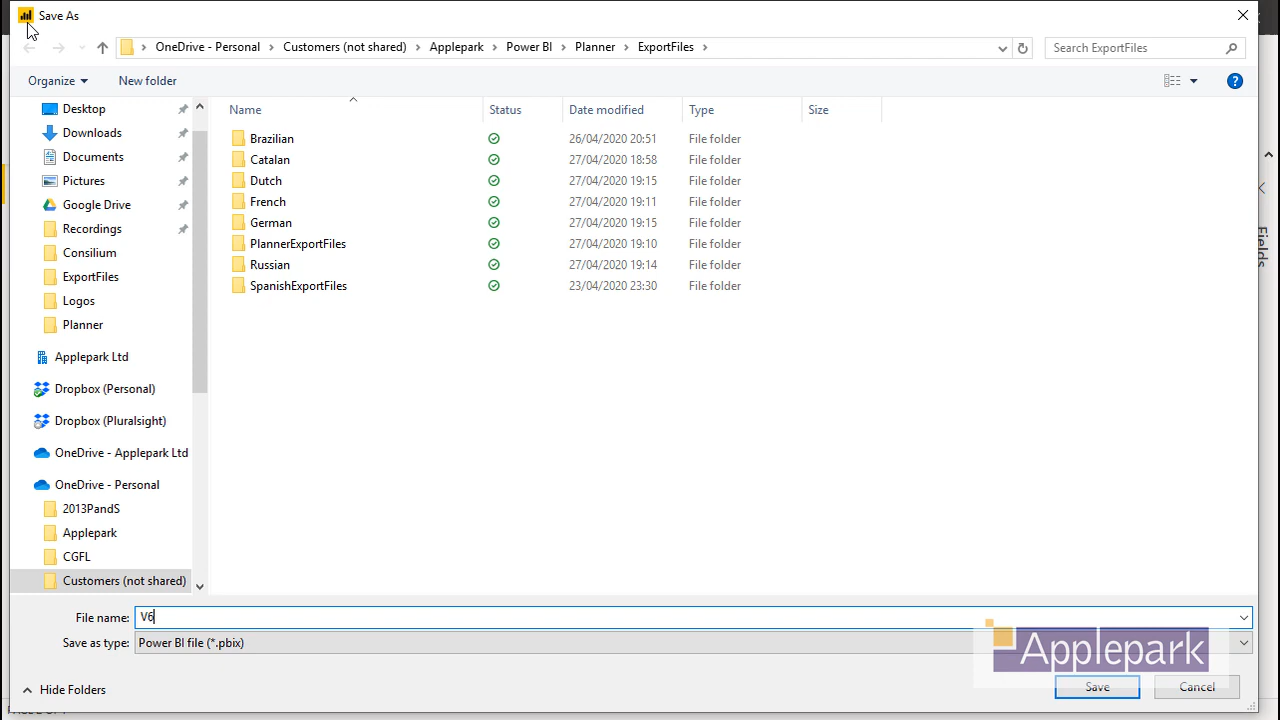 Save As
OneDrive - Personal > Customers (not shared) > Applepark > Power BI > Planner > ExportFiles >
Search ExportFiles
Organize
New folder
Name Status Date modified Type Size
Desktop
Downloads
Documents
Pictures
Google Drive
Recordings
Consilium
ExportFiles
Logos
Planner
Applepark Ltd
Dropbox (Personal)
Dropbox (Pluralsight)
OneDrive - Applepark Ltd
OneDrive - Personal
2013PandS
Applepark
CGFL
Customers (not shared)
Brazilian 26/04/2020 20:51 File folder
Catalan 27/04/2020 18:58 File folder
Dutch 27/04/2020 19:15 File folder
French 27/04/2020 19:11 File folder
German 27/04/2020 19:15 File folder
PlannerExportFiles 27/04/2020 19:10 File folder
Russian 27/04/2020 19:14 File folder
SpanishExportFiles 23/04/2020 23:30 File folder
Fields
File name: V6
Save as type: Power BI file (*.pbix)
Applepark
Hide Folders
Save
Cancel